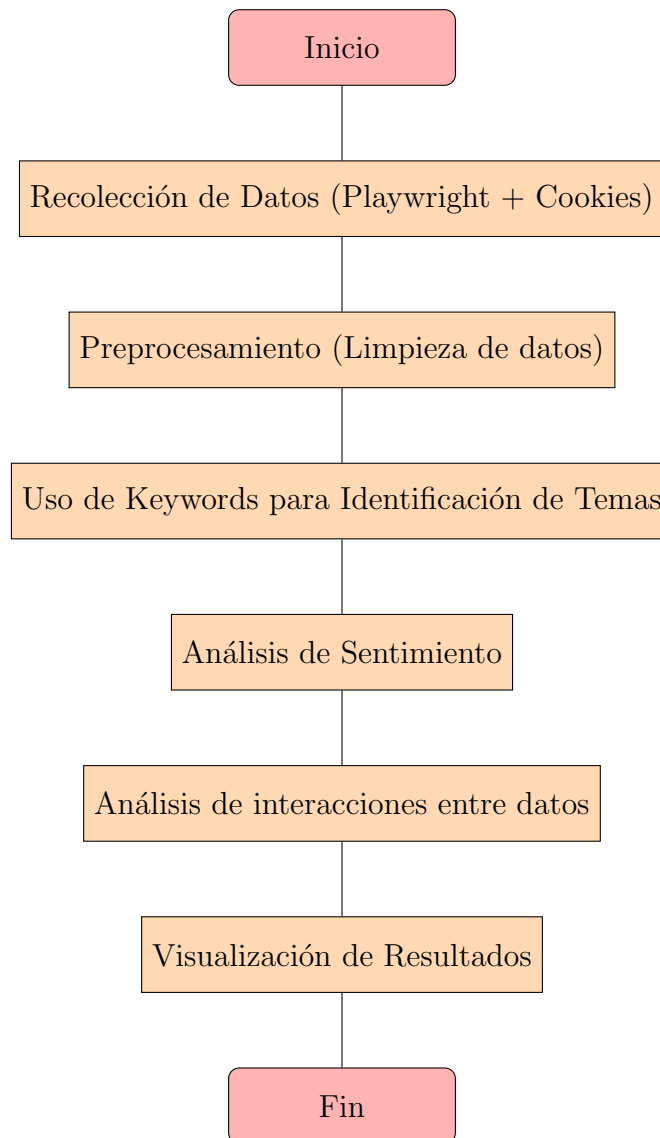 Inicio
Recolección de Datos (Playwright + Cookies)
Preprocesamiento (Limpieza de datos)
Uso de Keywords para Identificación de Temas
Análisis de Sentimiento
Análisis de interacciones entre datos
Visualización de Resultados
Fin